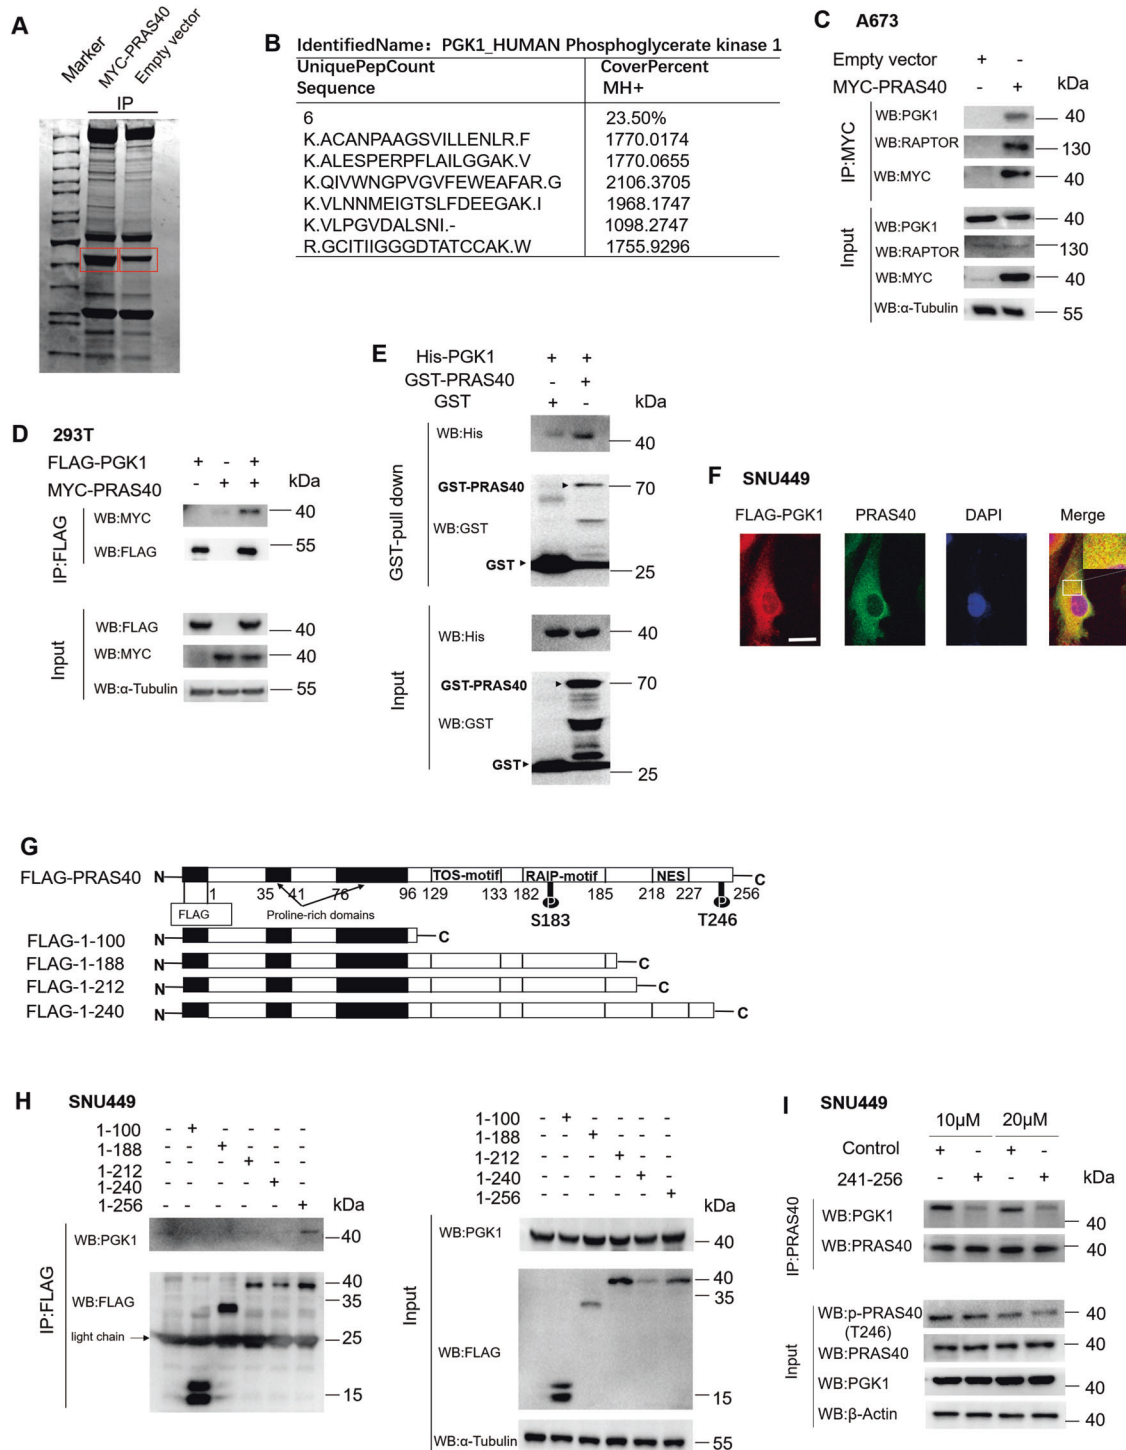 A
Marker
MYC-PRAS40
Empty vector
IP
B
IdentifiedName: PGK1_HUMAN Phosphoglycerate kinase 1
UniquePepCount CoverPercent
Sequence MH+
6 23.50%
K.ACANPAAGSVILLENLR.F 1770.0174
K.ALESPERPFLAILGGAK.V 1770.0655
K.QIVWNGPVGVFEWEAFAR.G 2106.3705
K.VLNNMEIGTSLFDEEGAK.I 1968.1747
K.VLPGVDALSNI.- 1098.2747
R.GCITIIGGGDTATCCAK.W 1755.9296
C A673
Empty vector + -
MYC-PRAS40 - + kDa
IP:MYC
WB:PGK1 40
WB:RAPTOR 130
WB:MYC 40
Input
WB:PGK1 40
WB:RAPTOR 130
WB:MYC 40
WB:α-Tubulin 55
D 293T
FLAG-PGK1 + - +
MYC-PRAS40 - + + kDa
IP:FLAG
WB:MYC 40
WB:FLAG 55
Input
WB:FLAG 40
WB:MYC 40
WB:α-Tubulin 55
E
His-PGK1 + +
GST-PRAS40 - +
GST + - kDa
GST-pull down
WB:His 40
GST-PRAS40 70
WB:GST
GST 25
Input
WB:His 40
GST-PRAS40 70
WB:GST
GST 25
F SNU449
FLAG-PGK1 PRAS40 DAPI Merge
G
FLAG-PRAS40 N TOS-motif RAIP-motif NES C
1 35 41 76 96 129 133 182 185 218 227 256
FLAG Proline-rich domains P S183 P T246
FLAG-1-100 N C
FLAG-1-188 N C
FLAG-1-212 N C
FLAG-1-240 N C
H SNU449
1-100 - + - - - -
1-188 - - + - - -
1-212 - - - + - -
1-240 - - - - + -
1-256 - - - - - + kDa
IP:FLAG
WB:PGK1 40
WB:FLAG 40
35
light chain 25
15
1-100 - + - - - -
1-188 - - + - - -
1-212 - - - + - -
1-240 - - - - + -
1-256 - - - - - + kDa
Input
WB:PGK1 40
40
35
WB:FLAG
15
WB:α-Tubulin 55
I SNU449
10μM 20μM
Control + - + -
241-256 - + - + kDa
IP:PRAS40
WB:PGK1 40
WB:PRAS40 40
Input
WB:p-PRAS40 40
(T246)
WB:PRAS40 40
WB:PGK1 40
WB:β-Actin 40